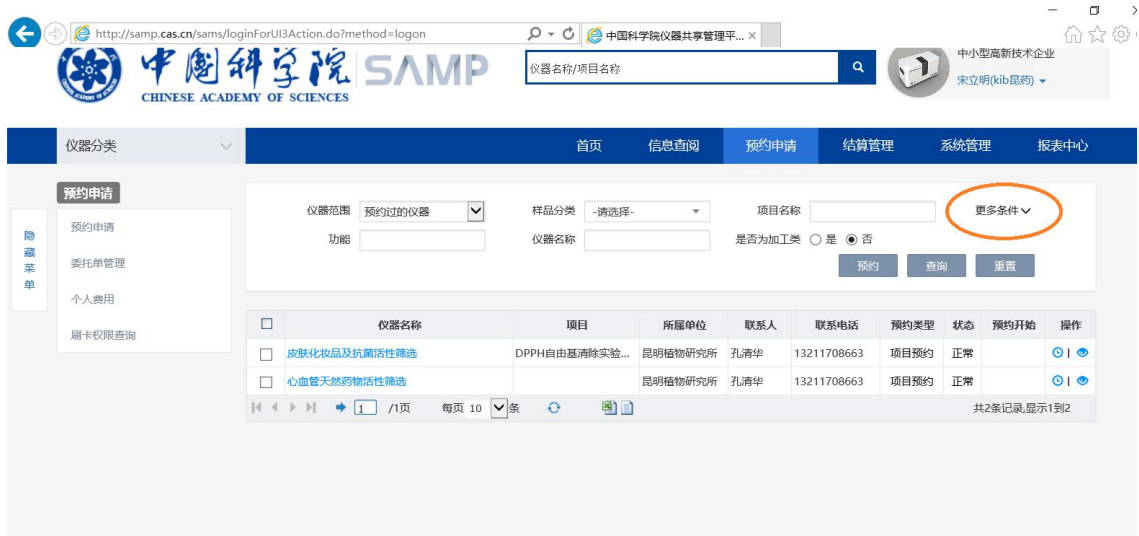 http://samp.cas.cn/sams/loginForUI3Action.do?method=logon
中国科学院仪器共享管理平... ×
中国科学院 SAMP
CHINESE ACADEMY OF SCIENCES
仪器名称/项目名称
中小型高新技术企业
宋立明(kib昆药)
仪器分类 首页 信息查阅 预约申请 结算管理 系统管理 报表中心
隐藏菜单
预约申请
预约申请
委托单管理
个人费用
刷卡权限查询
仪器范围 预约过的仪器 样品分类 -请选择- 项目名称 更多条件
功能 仪器名称 是否为加工类 是 否
预约 查询 重置
仪器名称 项目 所属单位 联系人 联系电话 预约类型 状态 预约开始 操作
皮肤化妆品及抗菌活性筛选 DPPH自由基清除实验... 昆明植物研究所 孔清华 13211708663 项目预约 正常 |
心血管天然药物活性筛选 昆明植物研究所 孔清华 13211708663 项目预约 正常 |
1 /1页 每页 10 条 共2条记录,显示1到2